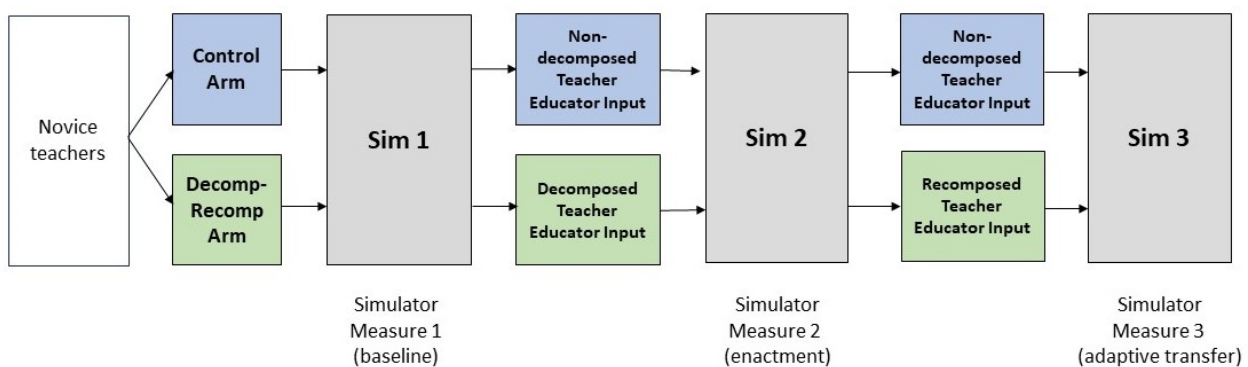 Novice
teachers
Control
Arm
Decomp-
Recomp
Arm
Sim 1
Non-
decomposed
Teacher
Educator Input
Decomposed
Teacher
Educator Input
Sim 2
Non-
decomposed
Teacher
Educator Input
Recomposed
Teacher
Educator Input
Sim 3
Simulator
Measure 1
(baseline)
Simulator
Measure 2
(enactment)
Simulator
Measure 3
(adaptive transfer)